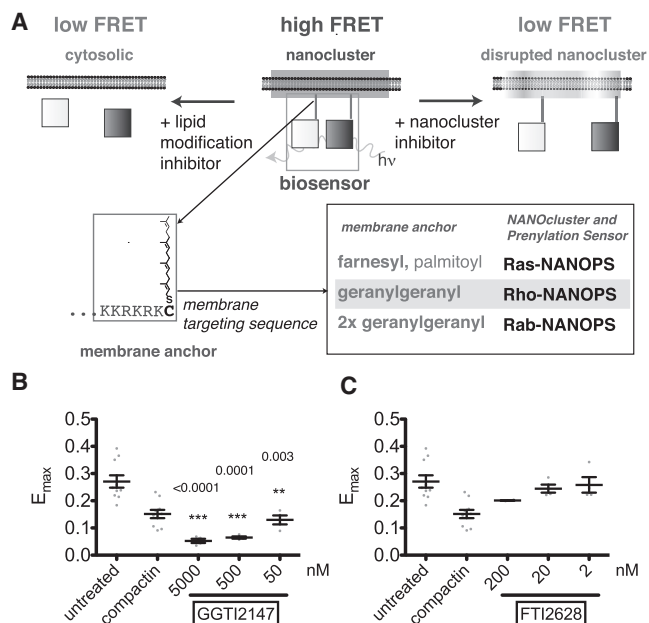 A
low FRET
high FRET
low FRET
cytosolic
nanocluster
disrupted nanocluster
+ lipid
modification
inhibitor
+ nanocluster
inhibitor
hν
biosensor
membrane anchor
NANOcluster and
Prenylation Sensor
farnesyl, palmitoyl
Ras-NANOPS
geranylgeranyl
Rho-NANOPS
2x geranylgeranyl
Rab-NANOPS
S
...KKRKRKC
membrane
targeting sequence
membrane anchor
B
Emax
0.5
0.4
0.3
0.2
0.1
0.0
<0.0001
0.0001
0.003
***
***
**
untreated
compactin
5000
500
50
nM
GGTI2147
C
Emax
0.5
0.4
0.3
0.2
0.1
0.0
untreated
compactin
200
20
2
nM
FTI2628